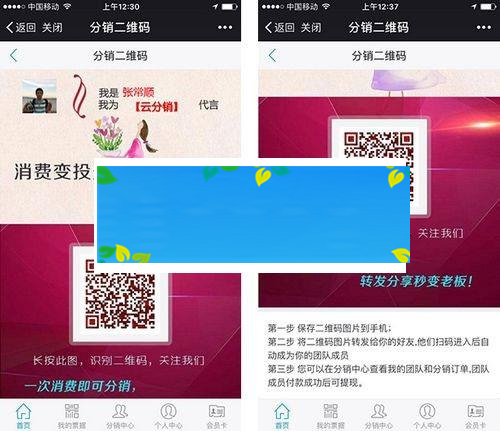 中国移动 上午12:30
返回 关闭 分销二维码
分销二维码
我是 张常顺
我为 【云分销】 代言
消费变投
长按此图，识别二维码，关注我们
一次消费即可分销，
首页 我的票据 分销中心 个人中心 会员卡
中国移动 上午12:37
返回 关闭 分销二维码
分销二维码
关注我们
转发分享秒变老板！
第一步 保存二维码图片到手机；
第二步 将二维码图片转发给你的好友,他们扫码进入后自
动成为你的团队成员
第三步 您可以在分销中心查看我的团队和分销订单,团队
成员付款成功后可提现。
首页 我的票据 分销中心 个人中心 会员卡